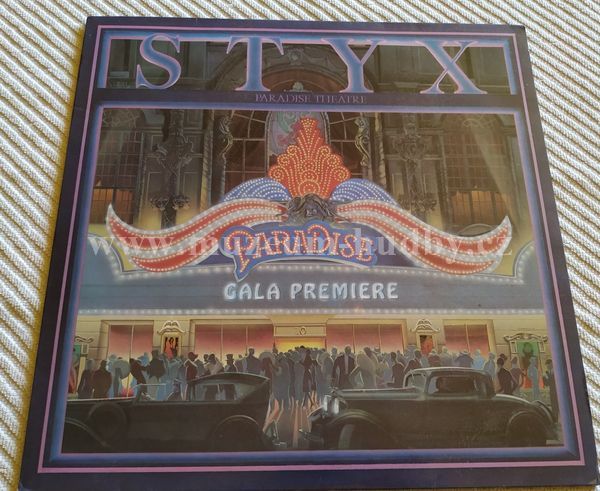 STYX
PARADISE THEATRE
PARADISE
GALA PREMIERE